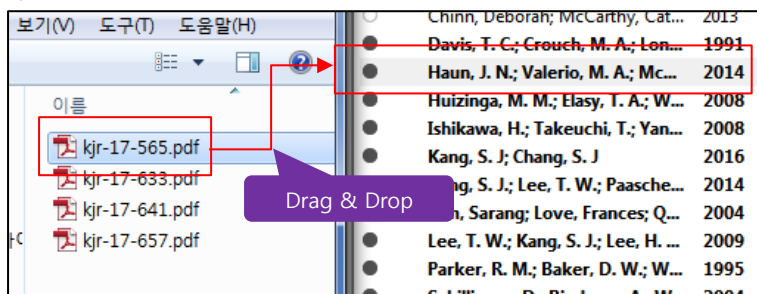 보기(V) 도구(T) 도움말(H)
이름
kjr-17-565.pdf
kjr-17-633.pdf
kjr-17-641.pdf
kjr-17-657.pdf
Drag & Drop
Chinn, Deborah; McCarthy, Cat... 2013
Davis, T. C.; Crouch, M. A.; Lon... 1991
Haun, J. N.; Valerio, M. A.; Mc... 2014
Huizinga, M. M.; Elasy, T. A.; W... 2008
Ishikawa, H.; Takeuchi, T.; Yan... 2008
Kang, S. J; Chang, S. J 2016
S. J.; Lee, T. W.; Paasche... 2014
Sarang; Love, Frances; Q... 2004
Lee, T. W.; Kang, S. J.; Lee, H. ... 2009
Parker, R. M.; Baker, D. W.; W... 1995